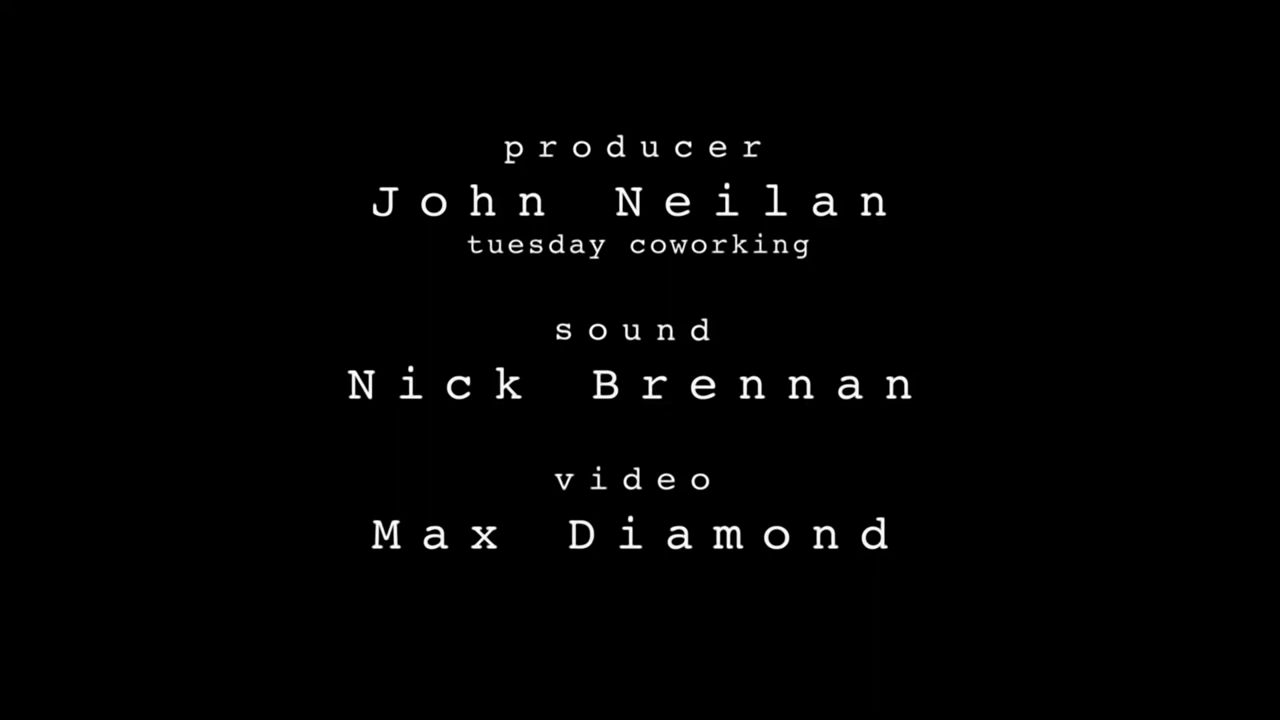 producer
John Neilan
tuesday coworking
sound
Nick Brennan
video
Max Diamond